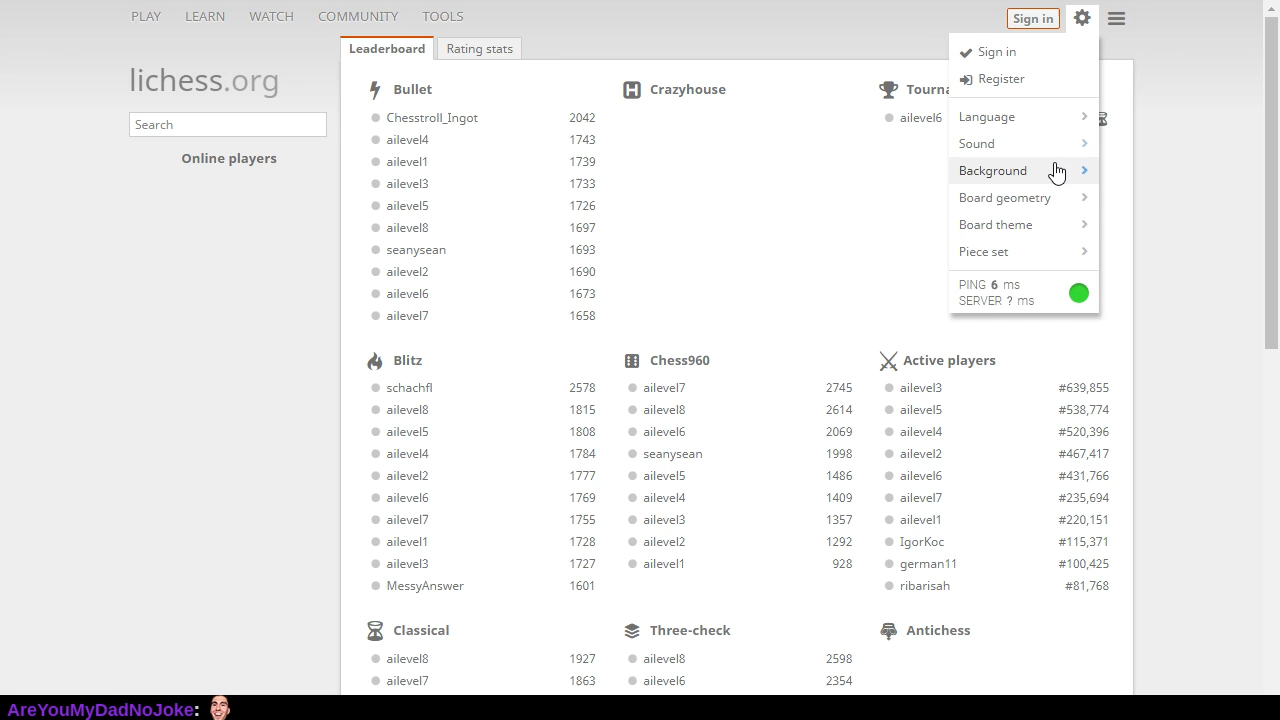 PLAY LEARN WATCH COMMUNITY TOOLS Sign in
Leaderboard Rating stats
lichess.org
Search
Online players
Sign in
Register
Language
Sound
Background
Board geometry
Board theme
Piece set
PING 6 ms
SERVER ? ms
Bullet
Chesstroll_Ingot 2042
ailevel4 1743
ailevel1 1739
ailevel3 1733
ailevel5 1726
ailevel8 1697
seanysean 1693
ailevel2 1690
ailevel6 1673
ailevel7 1658
Crazyhouse
Tourna
ailevel6
Blitz
schachfl 2578
ailevel8 1815
ailevel5 1808
ailevel4 1784
ailevel2 1777
ailevel6 1769
ailevel7 1755
ailevel1 1728
ailevel3 1727
MessyAnswer 1601
Chess960
ailevel7 2745
ailevel8 2614
ailevel6 2069
seanysean 1998
ailevel5 1486
ailevel4 1409
ailevel3 1357
ailevel2 1292
ailevel1 928
Active players
ailevel3 #639,855
ailevel5 #538,774
ailevel4 #520,396
ailevel2 #467,417
ailevel6 #431,766
ailevel7 #235,694
ailevel1 #220,151
IgorKoc #115,371
german11 #100,425
ribarisah #81,768
Classical
ailevel8 1927
ailevel7 1863
Three-check
ailevel8 2598
ailevel6 2354
Antichess
AreYouMyDadNoJoke: